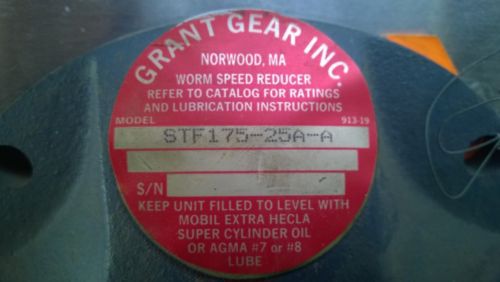 GRANT GEAR INC.
NORWOOD, MA
WORM SPEED REDUCER
REFER TO CATALOG FOR RATINGS
AND LUBRICATION INSTRUCTIONS
MODEL 913-19
STF175-25A-A
S/N
KEEP UNIT FILLED TO LEVEL WITH
MOBIL EXTRA HECLA
SUPER CYLINDER OIL
OR AGMA #7 or #8
LUBE